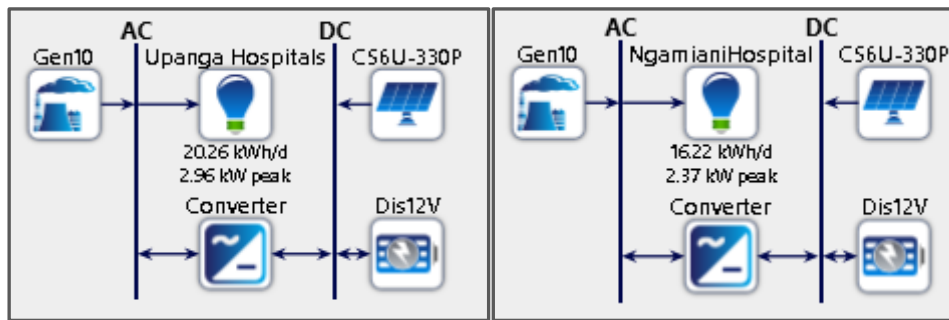 AC DC
Gen10 Upanga Hospitals CS6U-330P
20.26 kWh/d
2.96 kW peak
Converter Dis12V
AC DC
Gen10 NgamianiHospital CS6U-330P
16.22 kWh/d
2.37 kW peak
Converter Dis12V